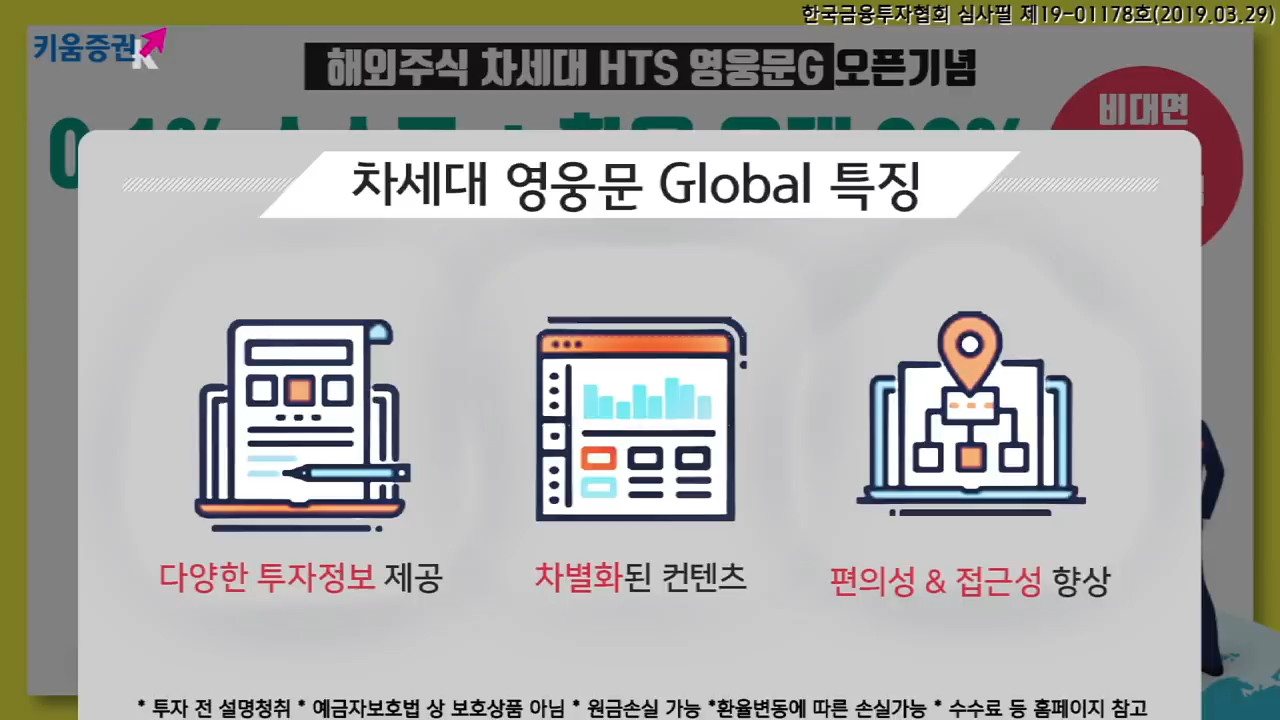 한국금융투자협회 심사필 제19-01178호(2019.03.29)
키움증권
해외주식 차세대 HTS 영웅문G 오픈기념
비대면
차세대 영웅문 Global 특징
다양한 투자정보 제공
차별화된 컨텐츠
편의성 & 접근성 향상
* 투자 전 설명청취 * 예금자보호법 상 보호상품 아님 * 원금손실 가능 *환율변동에 따른 손실가능 * 수수료 등 홈페이지 참고